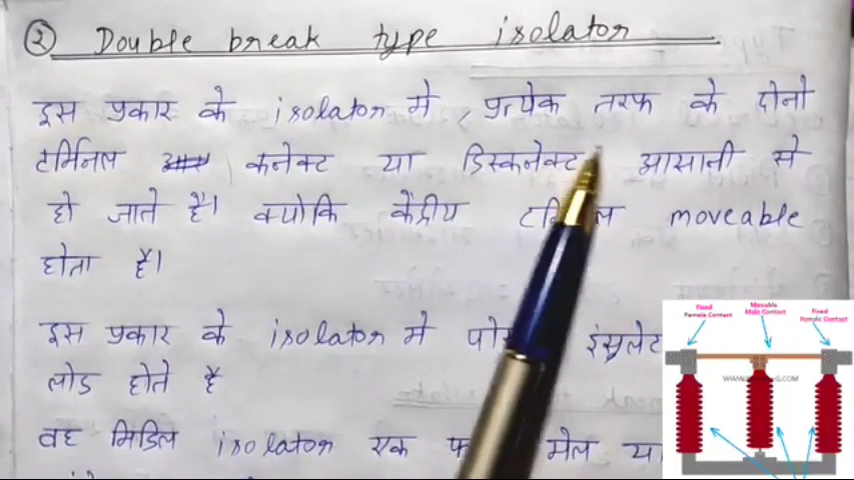 ② Double break type isolator
इस प्रकार के isolator मे, प्रत्येक तरफ के दोनो
टर्मिनल कनेक्ट या डिस्कनेक्ट आसानी से
हो जाते है। क्योकि केंद्रीय moveable
होता है।
इस प्रकार के isolator मे
लोड होते है
वह मिडिल isolator एक मेल या
Fixed Female Contact
Movable Male Contact
Fixed Female Contact